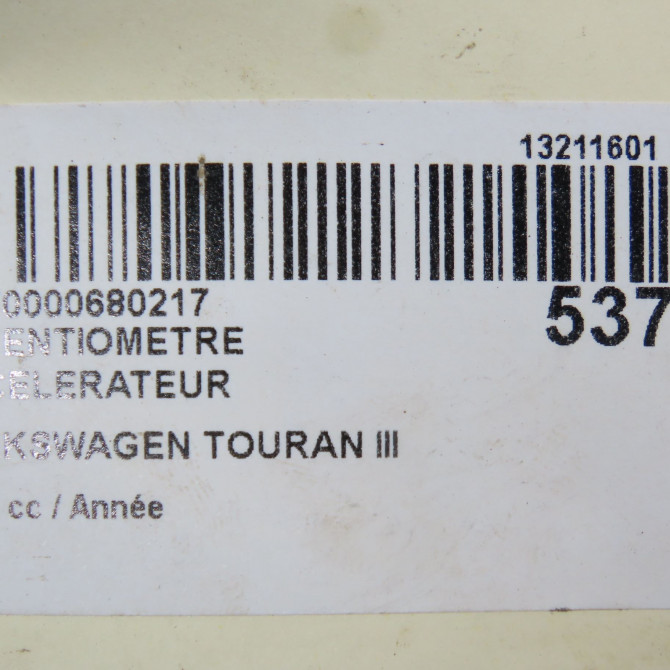 13211601
0000680217
537
ENTIOMETRE
CELERATEUR
KSWAGEN TOURAN III
cc / Année